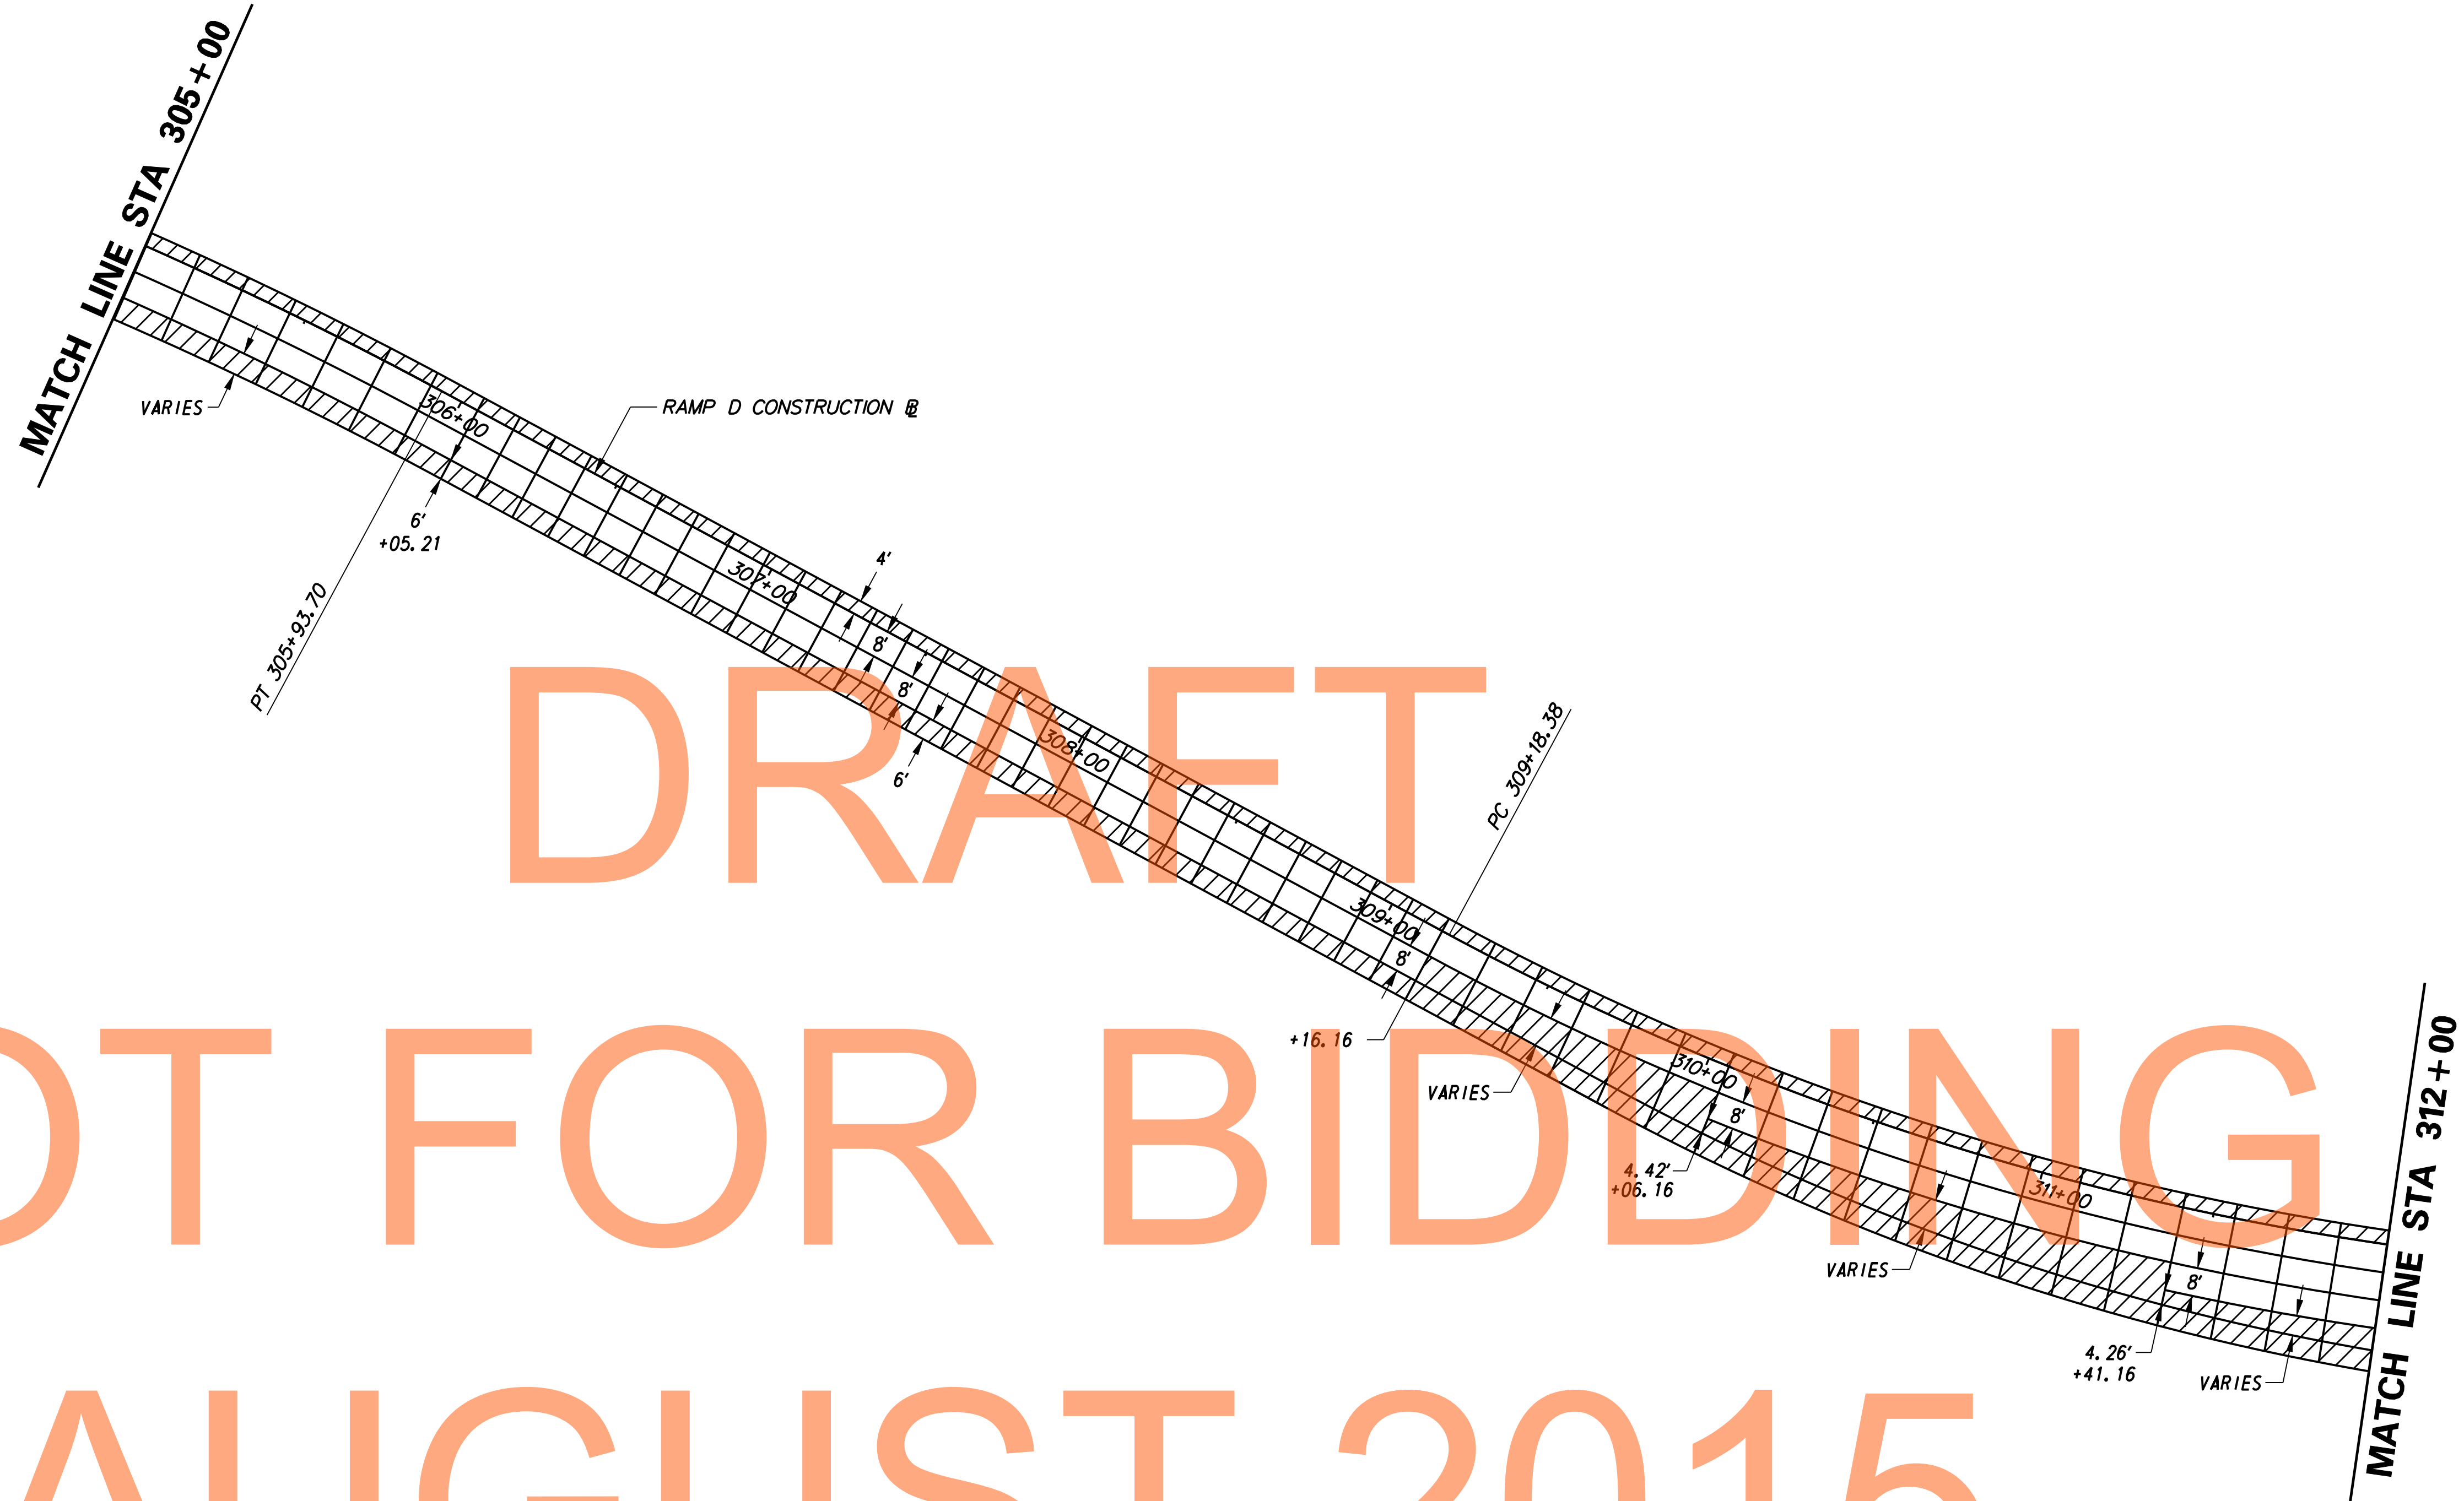 MATCH LINE STA 305+00
VARIES
306+00
RAMP D CONSTRUCTION BL
6'
+05.21
PT 305+93.70
307+00
4'
8'
8'
6'
308+00
DRAFT
PC 309+18.38
309+00
8'
+16.16
VARIES
310+00
8'
4.42'
+06.16
OT FOR BIDDING
311+00
VARIES
8'
4.26'
+41.16
VARIES
MATCH LINE STA 312+00
AUGUST 2015